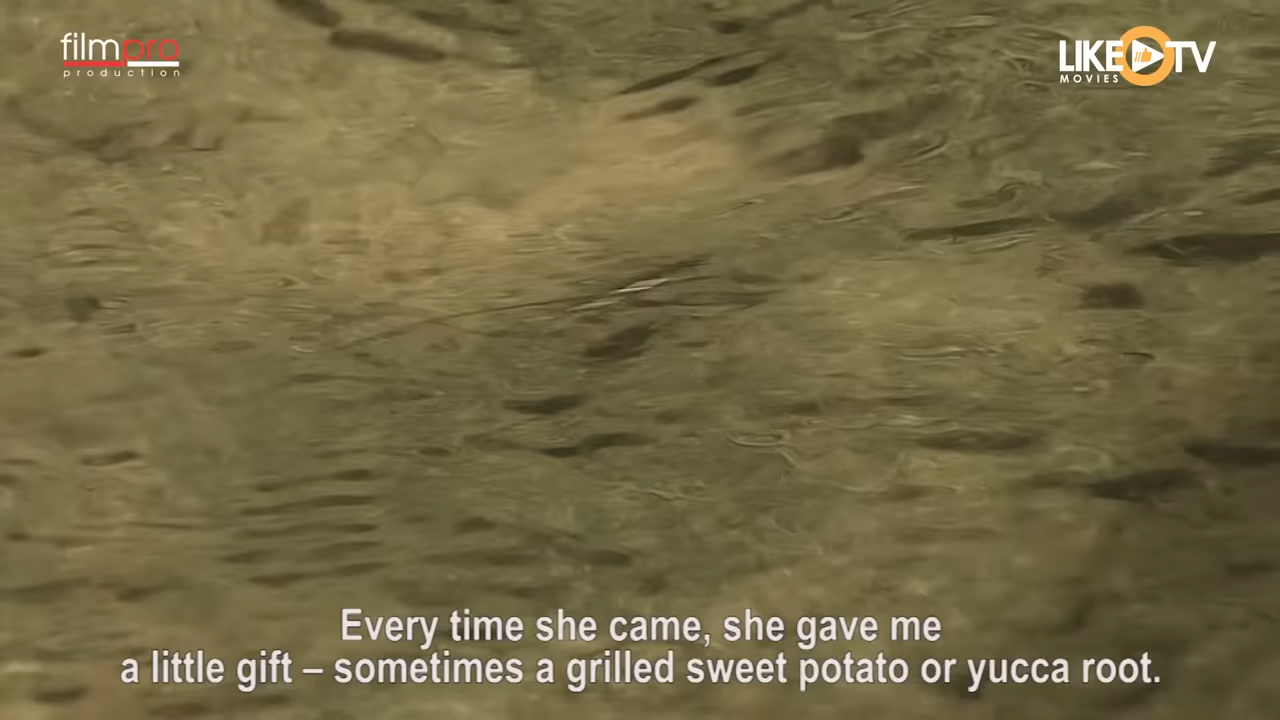 filmpro
production
LIKE TV
MOVIES
Every time she came, she gave me
a little gift – sometimes a grilled sweet potato or yucca root.